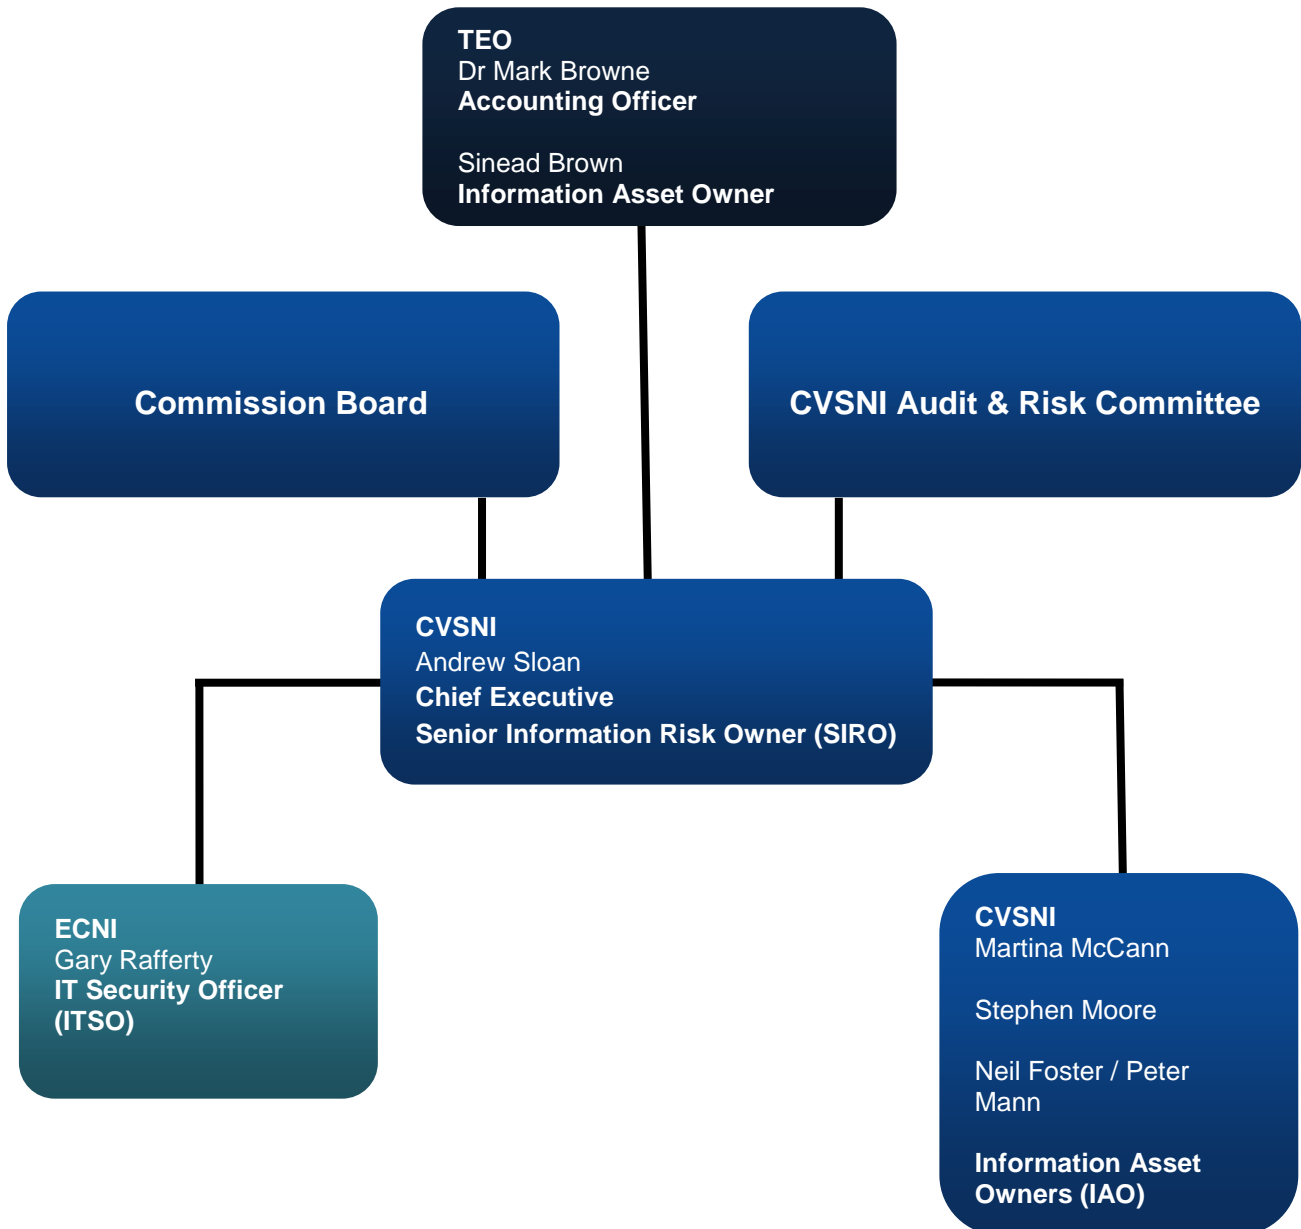 TEO
Dr Mark Browne
Accounting Officer
Sinead Brown
Information Asset Owner
Commission Board
CVSNI Audit & Risk Committee
CVSNI
Andrew Sloan
Chief Executive
Senior Information Risk Owner (SIRO)
ECNI
Gary Rafferty
IT Security Officer
(ITSO)
CVSNI
Martina McCann
Stephen Moore
Neil Foster / Peter
Mann
Information Asset
Owners (IAO)